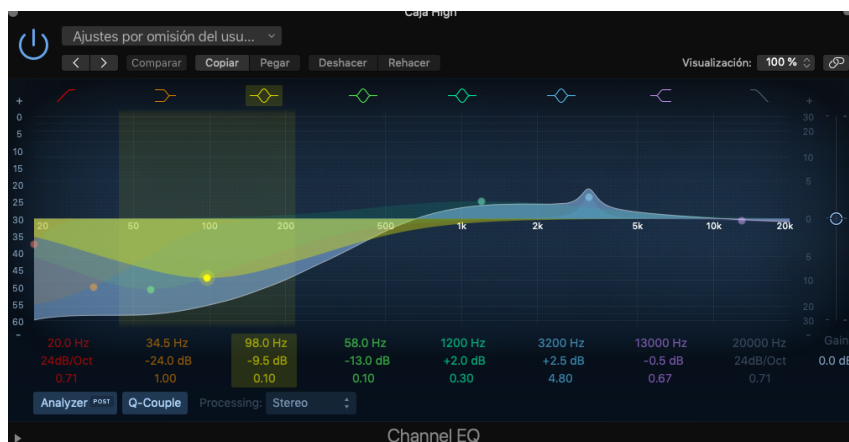 Caja High
Ajustes por omisión del usu...
< > Comparar Copiar Pegar Deshacer Rehacer Visualización: 100 %
+ +
0 30 - -
5 20
10 10
15
20 5
25
30 20 50 100 200 500 1k 2k 5k 10k 20k 0
35
40
45 5
50 10
55 20
60 30 - -
- -
20.0 Hz 34.5 Hz 98.0 Hz 58.0 Hz 1200 Hz 3200 Hz 13000 Hz 20000 Hz Gain
24dB/Oct -24.0 dB -9.5 dB -13.0 dB +2.0 dB +2.5 dB -0.5 dB 24dB/Oct 0.0 dB
0.71 1.00 0.10 0.10 0.30 4.80 0.67 0.71
Analyzer POST Q-Couple Processing: Stereo
Channel EQ